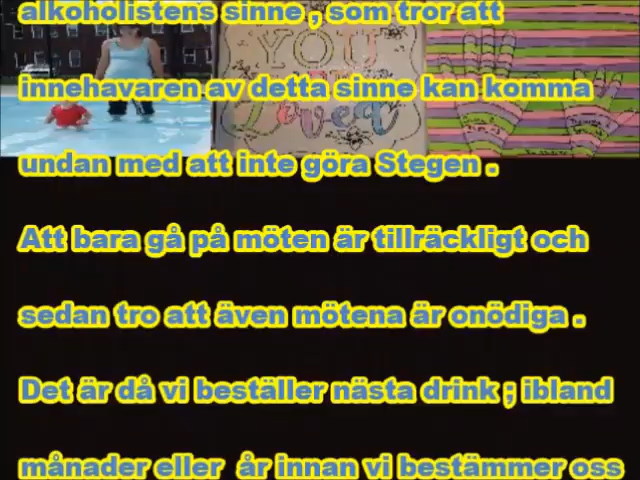 alkoholistens sinne , som tror att
YOU
Loved
innehavaren av detta sinne kan komma
undan med att inte göra Stegen .
Att bara gå på möten är tillräckligt och
sedan tro att även mötena är onödiga .
Det är då vi beställer nästa drink ; ibland
månader eller år innan vi bestämmer oss